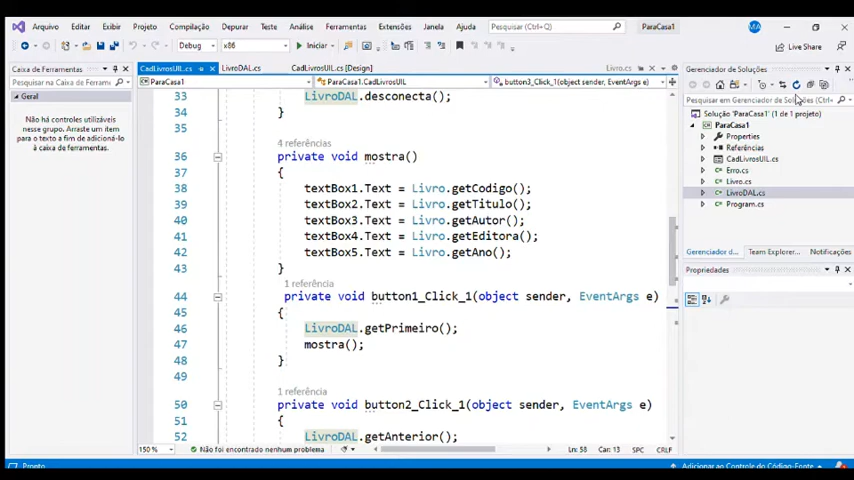 Arquivo Editar Exibir Projeto Compilação Depurar Teste Análise Ferramentas Extensões Janela Ajuda Pesquisar (Ctrl+Q) ParaCasa1 MA
Debug x86 Iniciar Live Share
Caixa de Ferramentas
Pesquisar na Caixa de Ferramen
Geral
Não há controles utilizáveis
nesse grupo. Arraste um item
para o texto a fim de adicioná-lo
à caixa de ferramentas.
CadLivrosUIL.cs LivroDAL.cs CadLivrosUIL.cs [Design] Livro.cs
ParaCasa1 ParaCasa1.CadLivrosUIL button3_Click_1(object sender, EventArgs e)
33 LivroDAL.desconecta();
34 }
35
4 referências
36 private void mostra()
37 {
38 textBox1.Text = Livro.getCodigo();
39 textBox2.Text = Livro.getTitulo();
40 textBox3.Text = Livro.getAutor();
41 textBox4.Text = Livro.getEditora();
42 textBox5.Text = Livro.getAno();
43 }
1 referência
44 private void button1_Click_1(object sender, EventArgs e)
45 {
46 LivroDAL.getPrimeiro();
47 mostra();
48 }
49
1 referência
50 private void button2_Click_1(object sender, EventArgs e)
51 {
52 LivroDAL.getAnterior();
150 % Não foi encontrado nenhum problema Ln: 58 Car: 13 SPC CRLF
Gerenciador de Soluções
Pesquisar em Gerenciador de Soluções (Ctrl+
Solução 'ParaCasa1' (1 de 1 projeto)
ParaCasa1
Properties
Referências
CadLivrosUIL.cs
Erro.cs
Livro.cs
LivroDAL.cs
Program.cs
Gerenciador d... Team Explorer... Notificações
Propriedades
Pronto Adicionar ao Controle do Código-Fonte